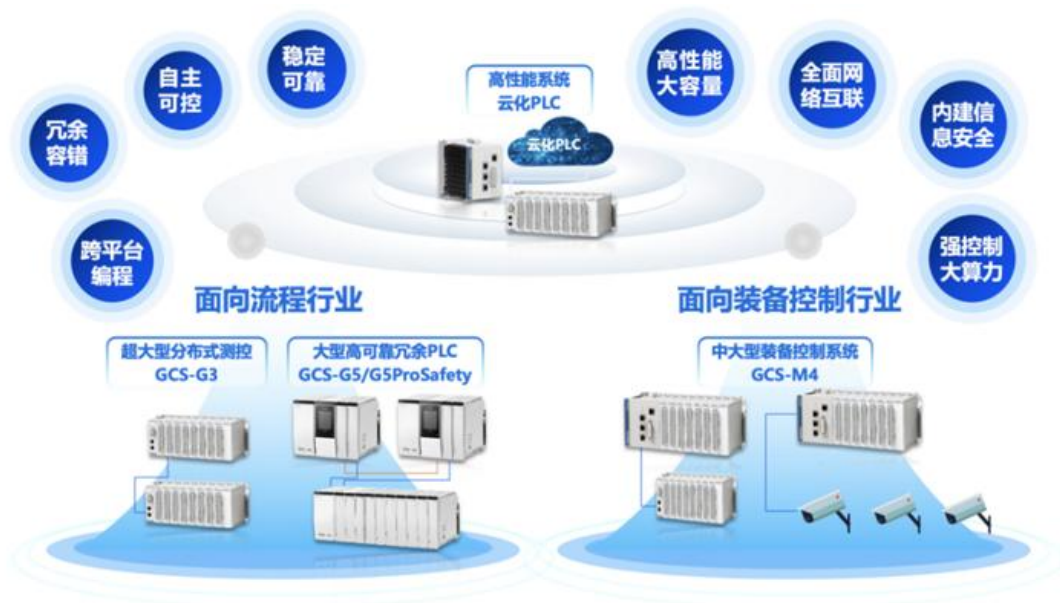 稳定
可靠
高性能
大容量
自主
可控
全面网
络互联
高性能系统
云化PLC
冗余
容错
内建信
息安全
云化PLC
跨平台
编程
强控制
大算力
面向流程行业
面向装备控制行业
超大型分布式测控
GCS-G3
大型高可靠冗余PLC
GCS-G5/G5ProSafety
中大型装备控制系统
GCS-M4